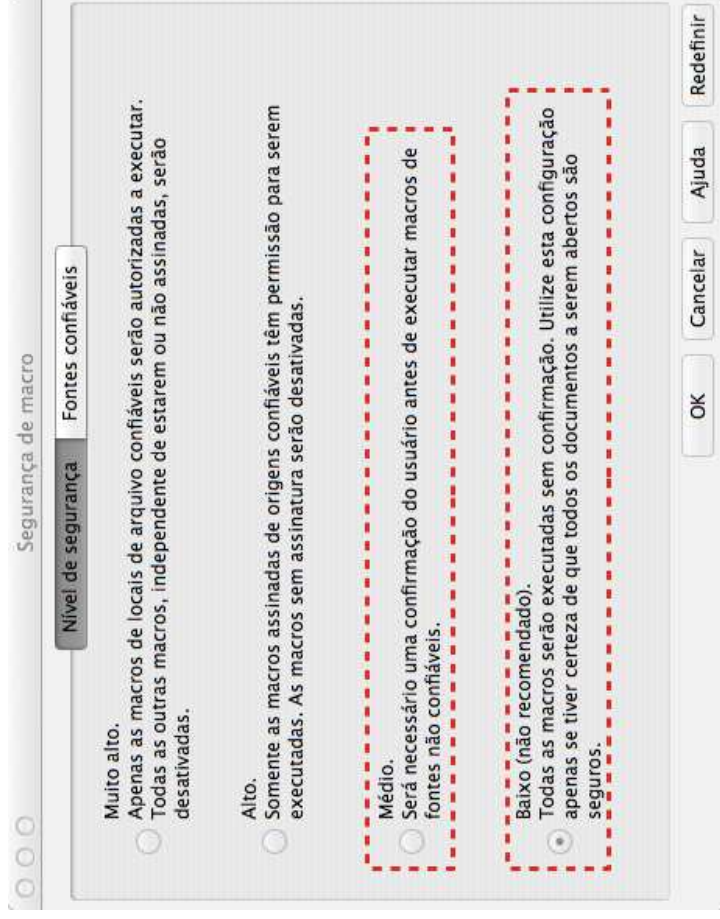 Segurança de macro
Nível de segurança
Fontes confiáveis
Muito alto.
Apenas as macros de locais de arquivo confiáveis serão autorizadas a executar.
Todas as outras macros, independente de estarem ou não assinadas, serão
desativadas.
Alto.
Somente as macros assinadas de origens confiáveis têm permissão para serem
executadas. As macros sem assinatura serão desativadas.
Médio.
Será necessário uma confirmação do usuário antes de executar macros de
fontes não confiáveis.
Baixo (não recomendado).
Todas as macros serão executadas sem confirmação. Utilize esta configuração
apenas se tiver certeza de que todos os documentos a serem abertos são
seguros.
OK
Cancelar
Ajuda
Redefinir